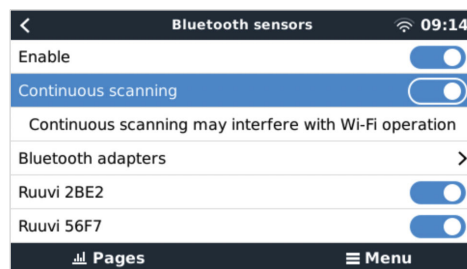 Bluetooth sensors 09:14
Enable
Continuous scanning
Continuous scanning may interfere with Wi-Fi operation
Bluetooth adapters
Ruuvi 2BE2
Ruuvi 56F7
Pages Menu